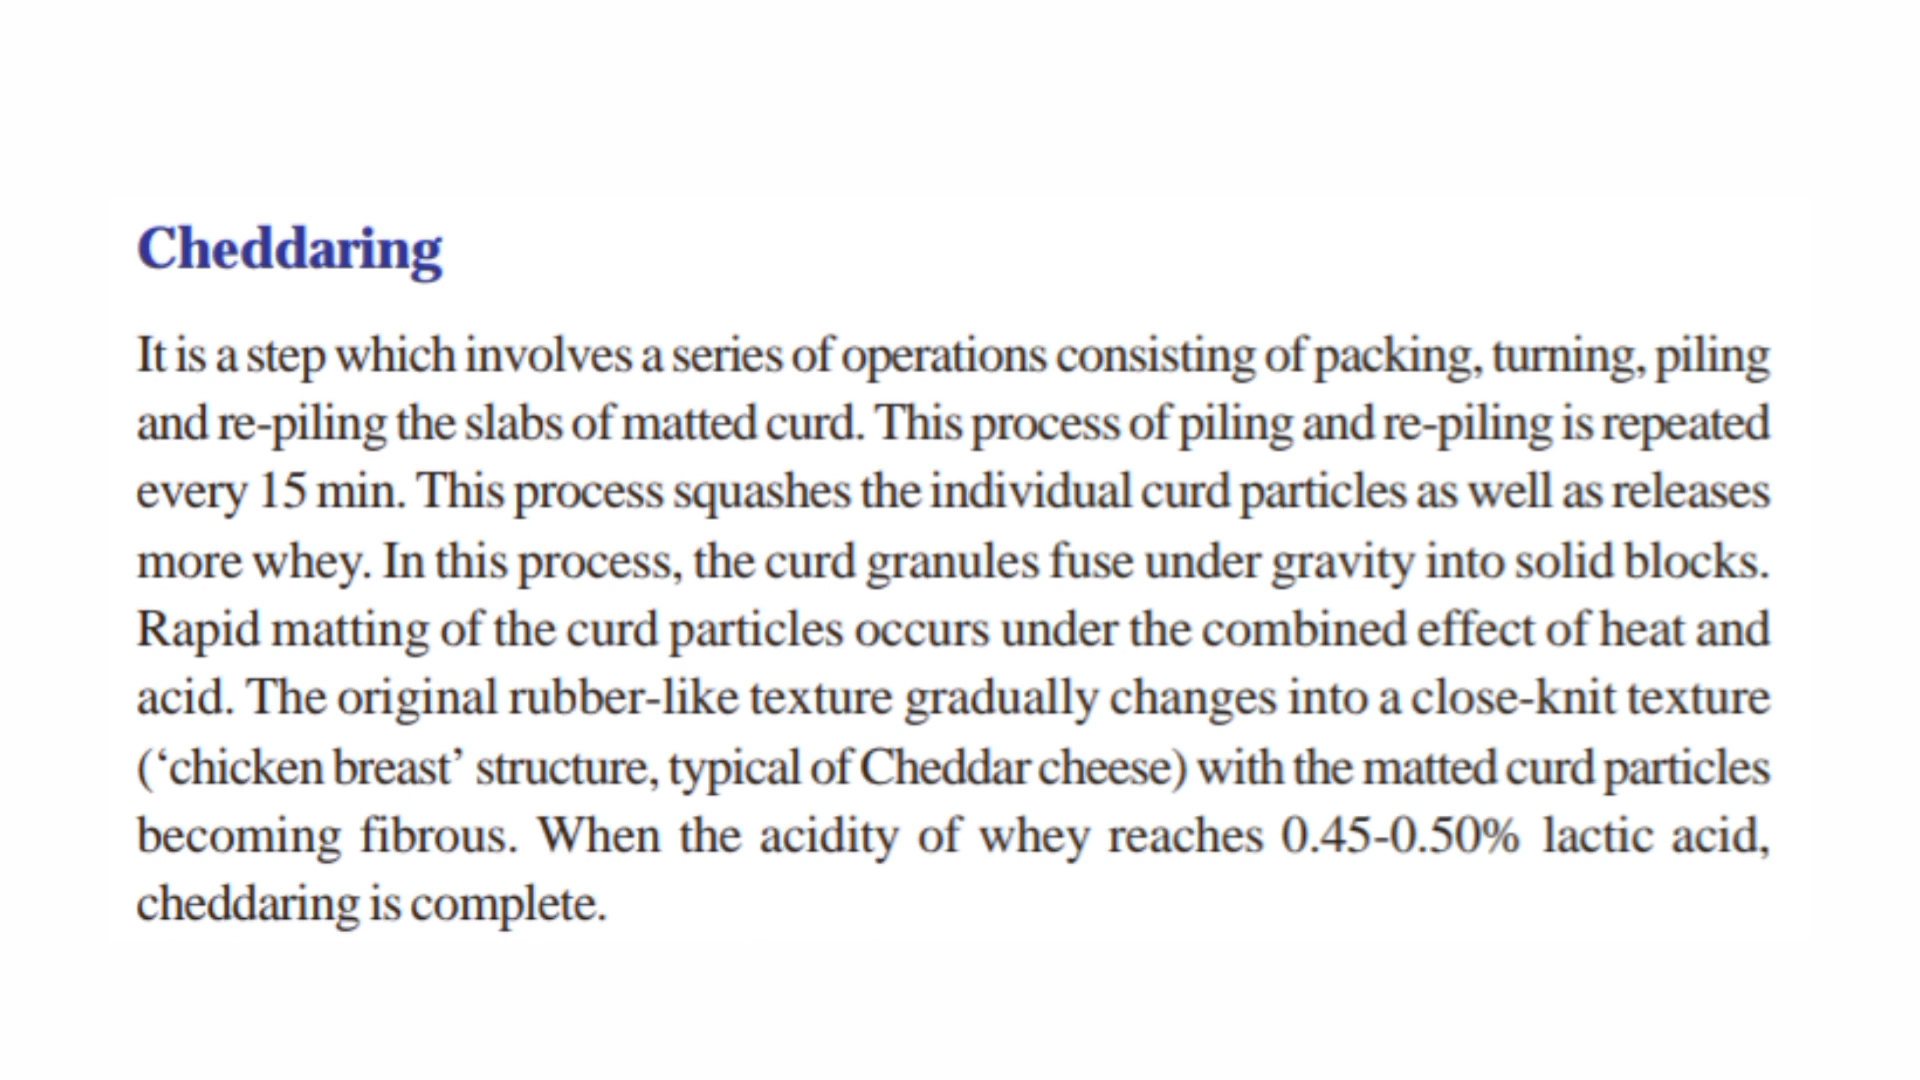 Cheddaring
It is a step which involves a series of operations consisting of packing, turning, piling
and re-piling the slabs of matted curd. This process of piling and re-piling is repeated
every 15 min. This process squashes the individual curd particles as well as releases
more whey. In this process, the curd granules fuse under gravity into solid blocks.
Rapid matting of the curd particles occurs under the combined effect of heat and
acid. The original rubber-like texture gradually changes into a close-knit texture
(‘chicken breast’ structure, typical of Cheddar cheese) with the matted curd particles
becoming fibrous. When the acidity of whey reaches 0.45-0.50% lactic acid,
cheddaring is complete.